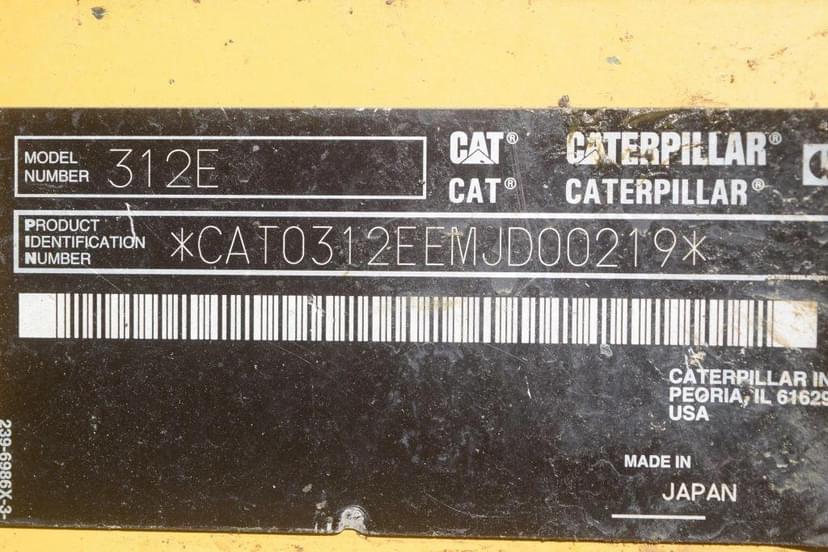 MODEL
NUMBER 312E
CAT® CATERPILLAR®
CAT® CATERPILLAR®
PRODUCT
IDENTIFICATION
NUMBER *CAT0312EEMJD00219*
CATERPILLAR IN
PEORIA, IL 61629
USA
MADE IN
JAPAN
239-6986X-3-